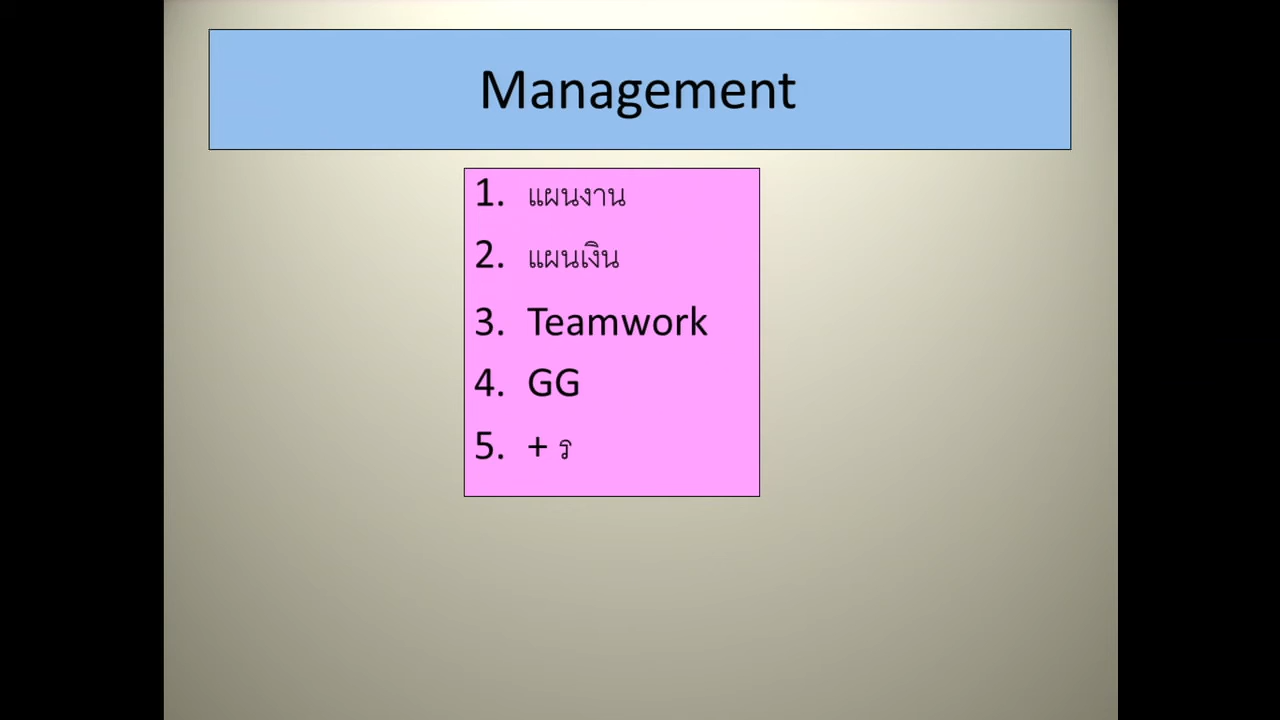 Management
1. แผนงาน
2. แผนเงิน
3. Teamwork
4. GG
5. + ร